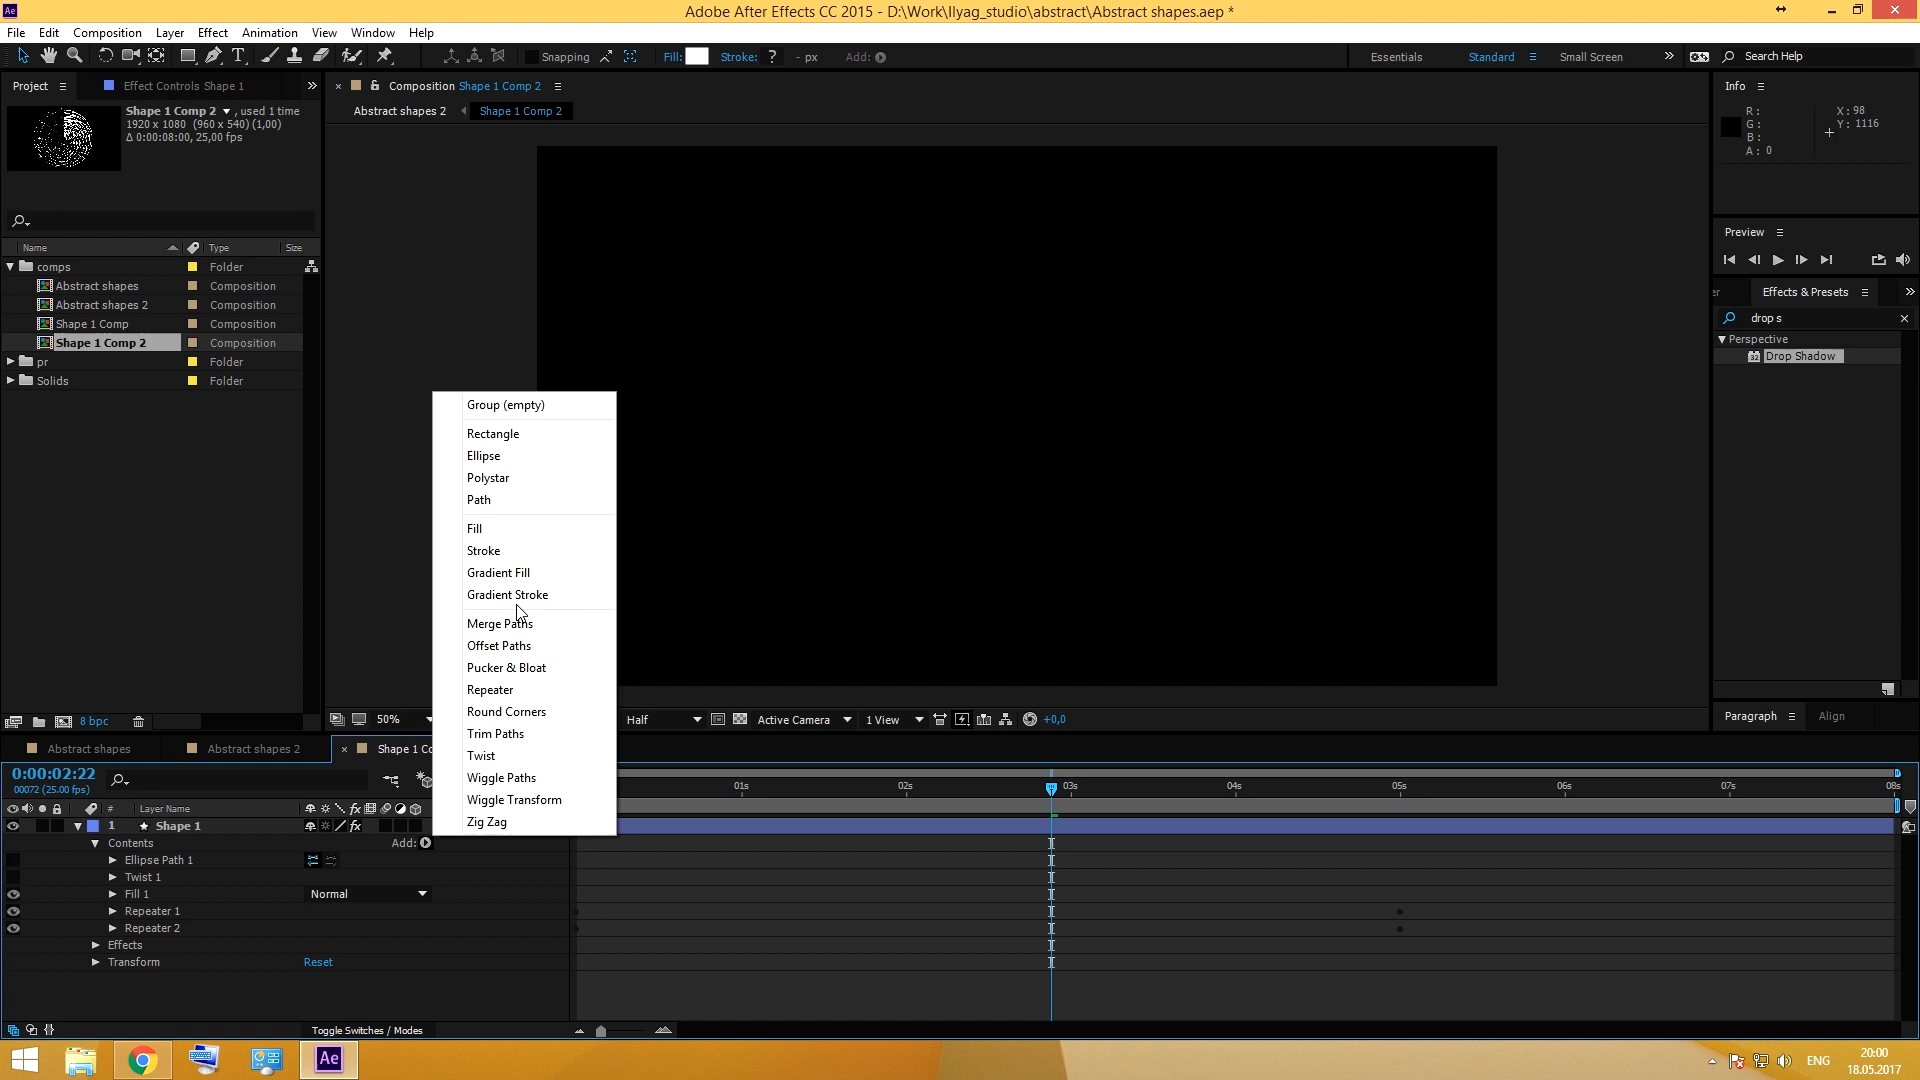 Ae
Adobe After Effects CC 2015 - D:\Work\Ilyag_studio\abstract\Abstract shapes.aep *
File Edit Composition Layer Effect Animation View Window Help
Snapping
Fill:
Stroke: ? - px
Add:
Essentials Standard Small Screen
Search Help
Project
Effect Controls Shape 1
Shape 1 Comp 2 , used 1 time
1920 x 1080 (960 x 540) (1,00)
Δ 0:00:08:00, 25,00 fps
Name Type Size
comps Folder
Abstract shapes Composition
Abstract shapes 2 Composition
Shape 1 Comp Composition
Shape 1 Comp 2 Composition
pr Folder
Solids Folder
8 bpc
Composition Shape 1 Comp 2
Abstract shapes 2 Shape 1 Comp 2
Group (empty)
Rectangle
Ellipse
Polystar
Path
Fill
Stroke
Gradient Fill
Gradient Stroke
Merge Paths
Offset Paths
Pucker & Bloat
Repeater
Round Corners
Trim Paths
Twist
Wiggle Paths
Wiggle Transform
Zig Zag
50% Half Active Camera 1 View +0,0
Info
R: X: 98
G: Y: 1116
B:
A: 0
Preview
er Effects & Presets
drop s
Perspective
32 Drop Shadow
Paragraph Align
Abstract shapes Abstract shapes 2 Shape 1 Co
0:00:02:22
00072 (25.00 fps)
# Layer Name fx
01s 02s 03s 04s 05s 06s 07s 08s
1 Shape 1 fx
Contents Add:
Ellipse Path 1
Twist 1
Fill 1 Normal
Repeater 1
Repeater 2
Effects
Transform Reset
Toggle Switches / Modes
Ae
ENG
20:00
18.05.2017